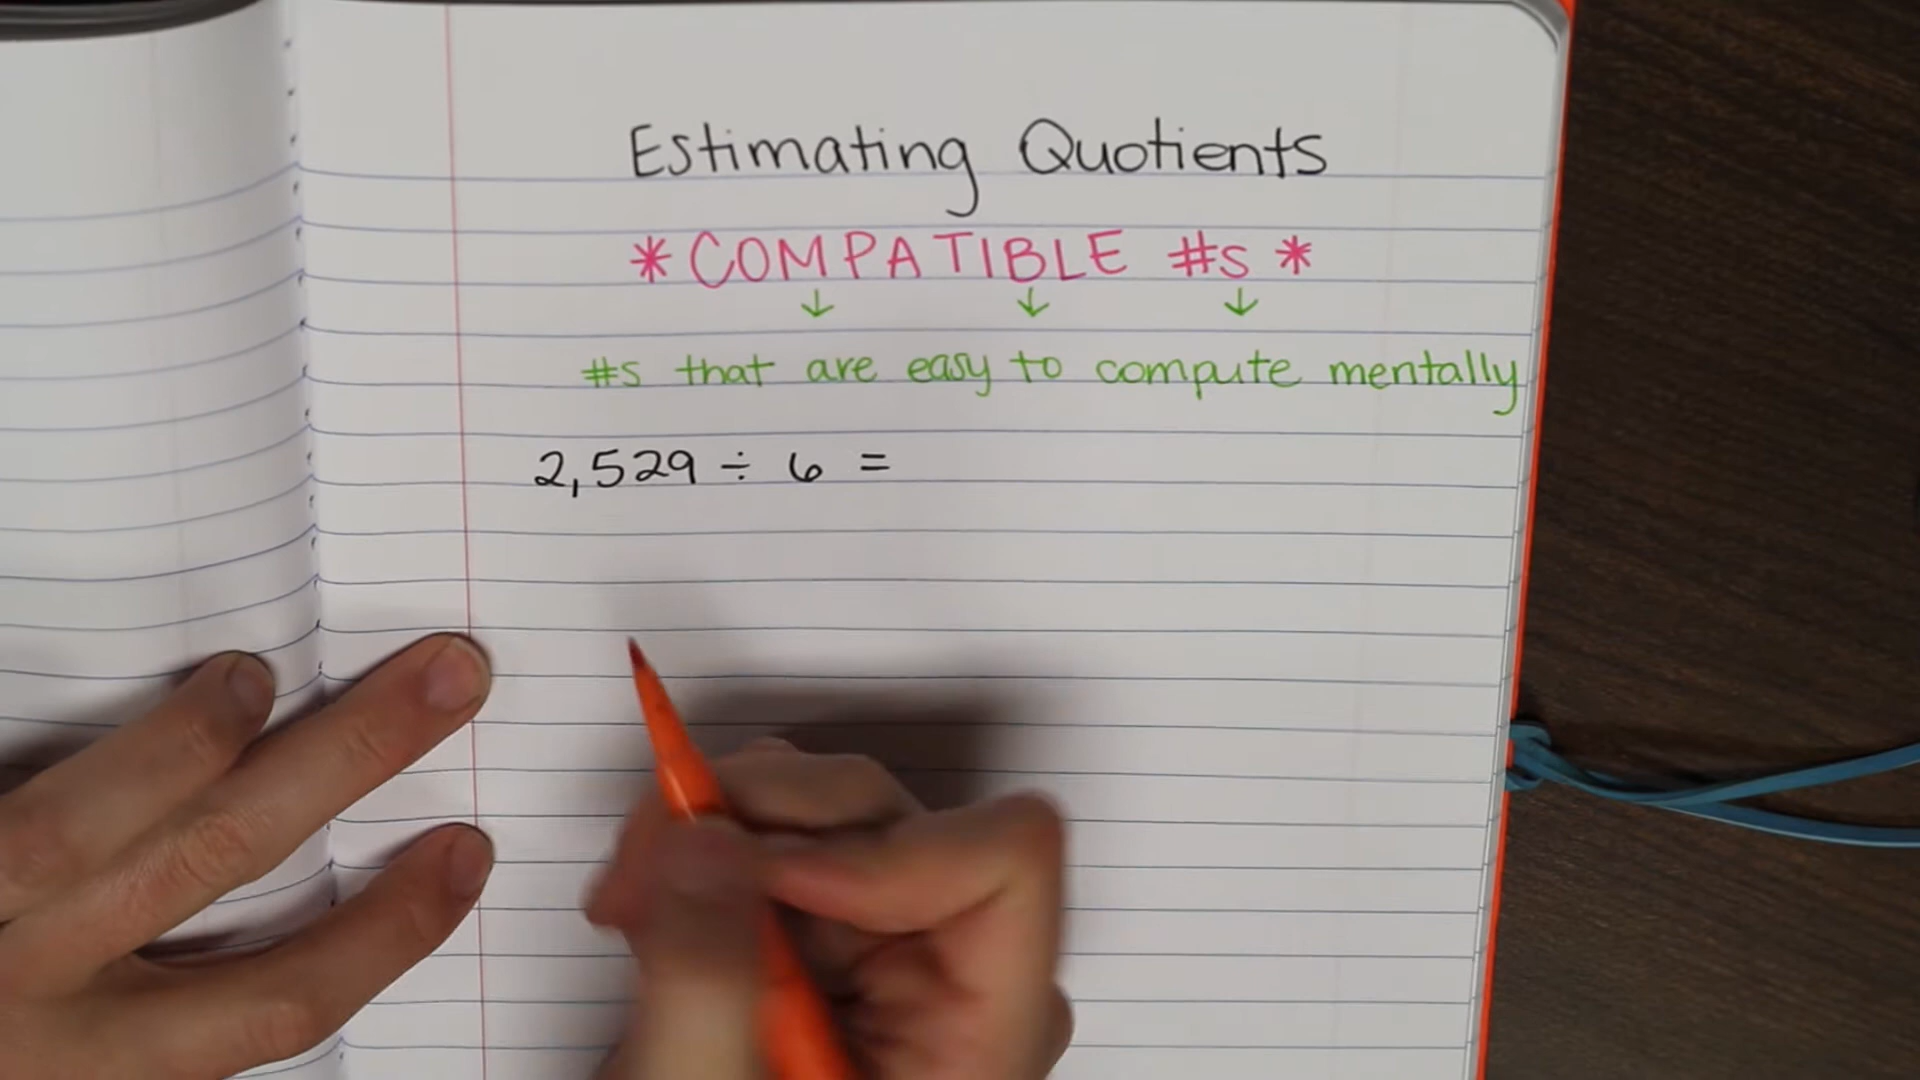 Estimating Quotients
*COMPATIBLE #s*
↓ ↓ ↓
#s that are easy to compute mentally
2,529 ÷ 6 =